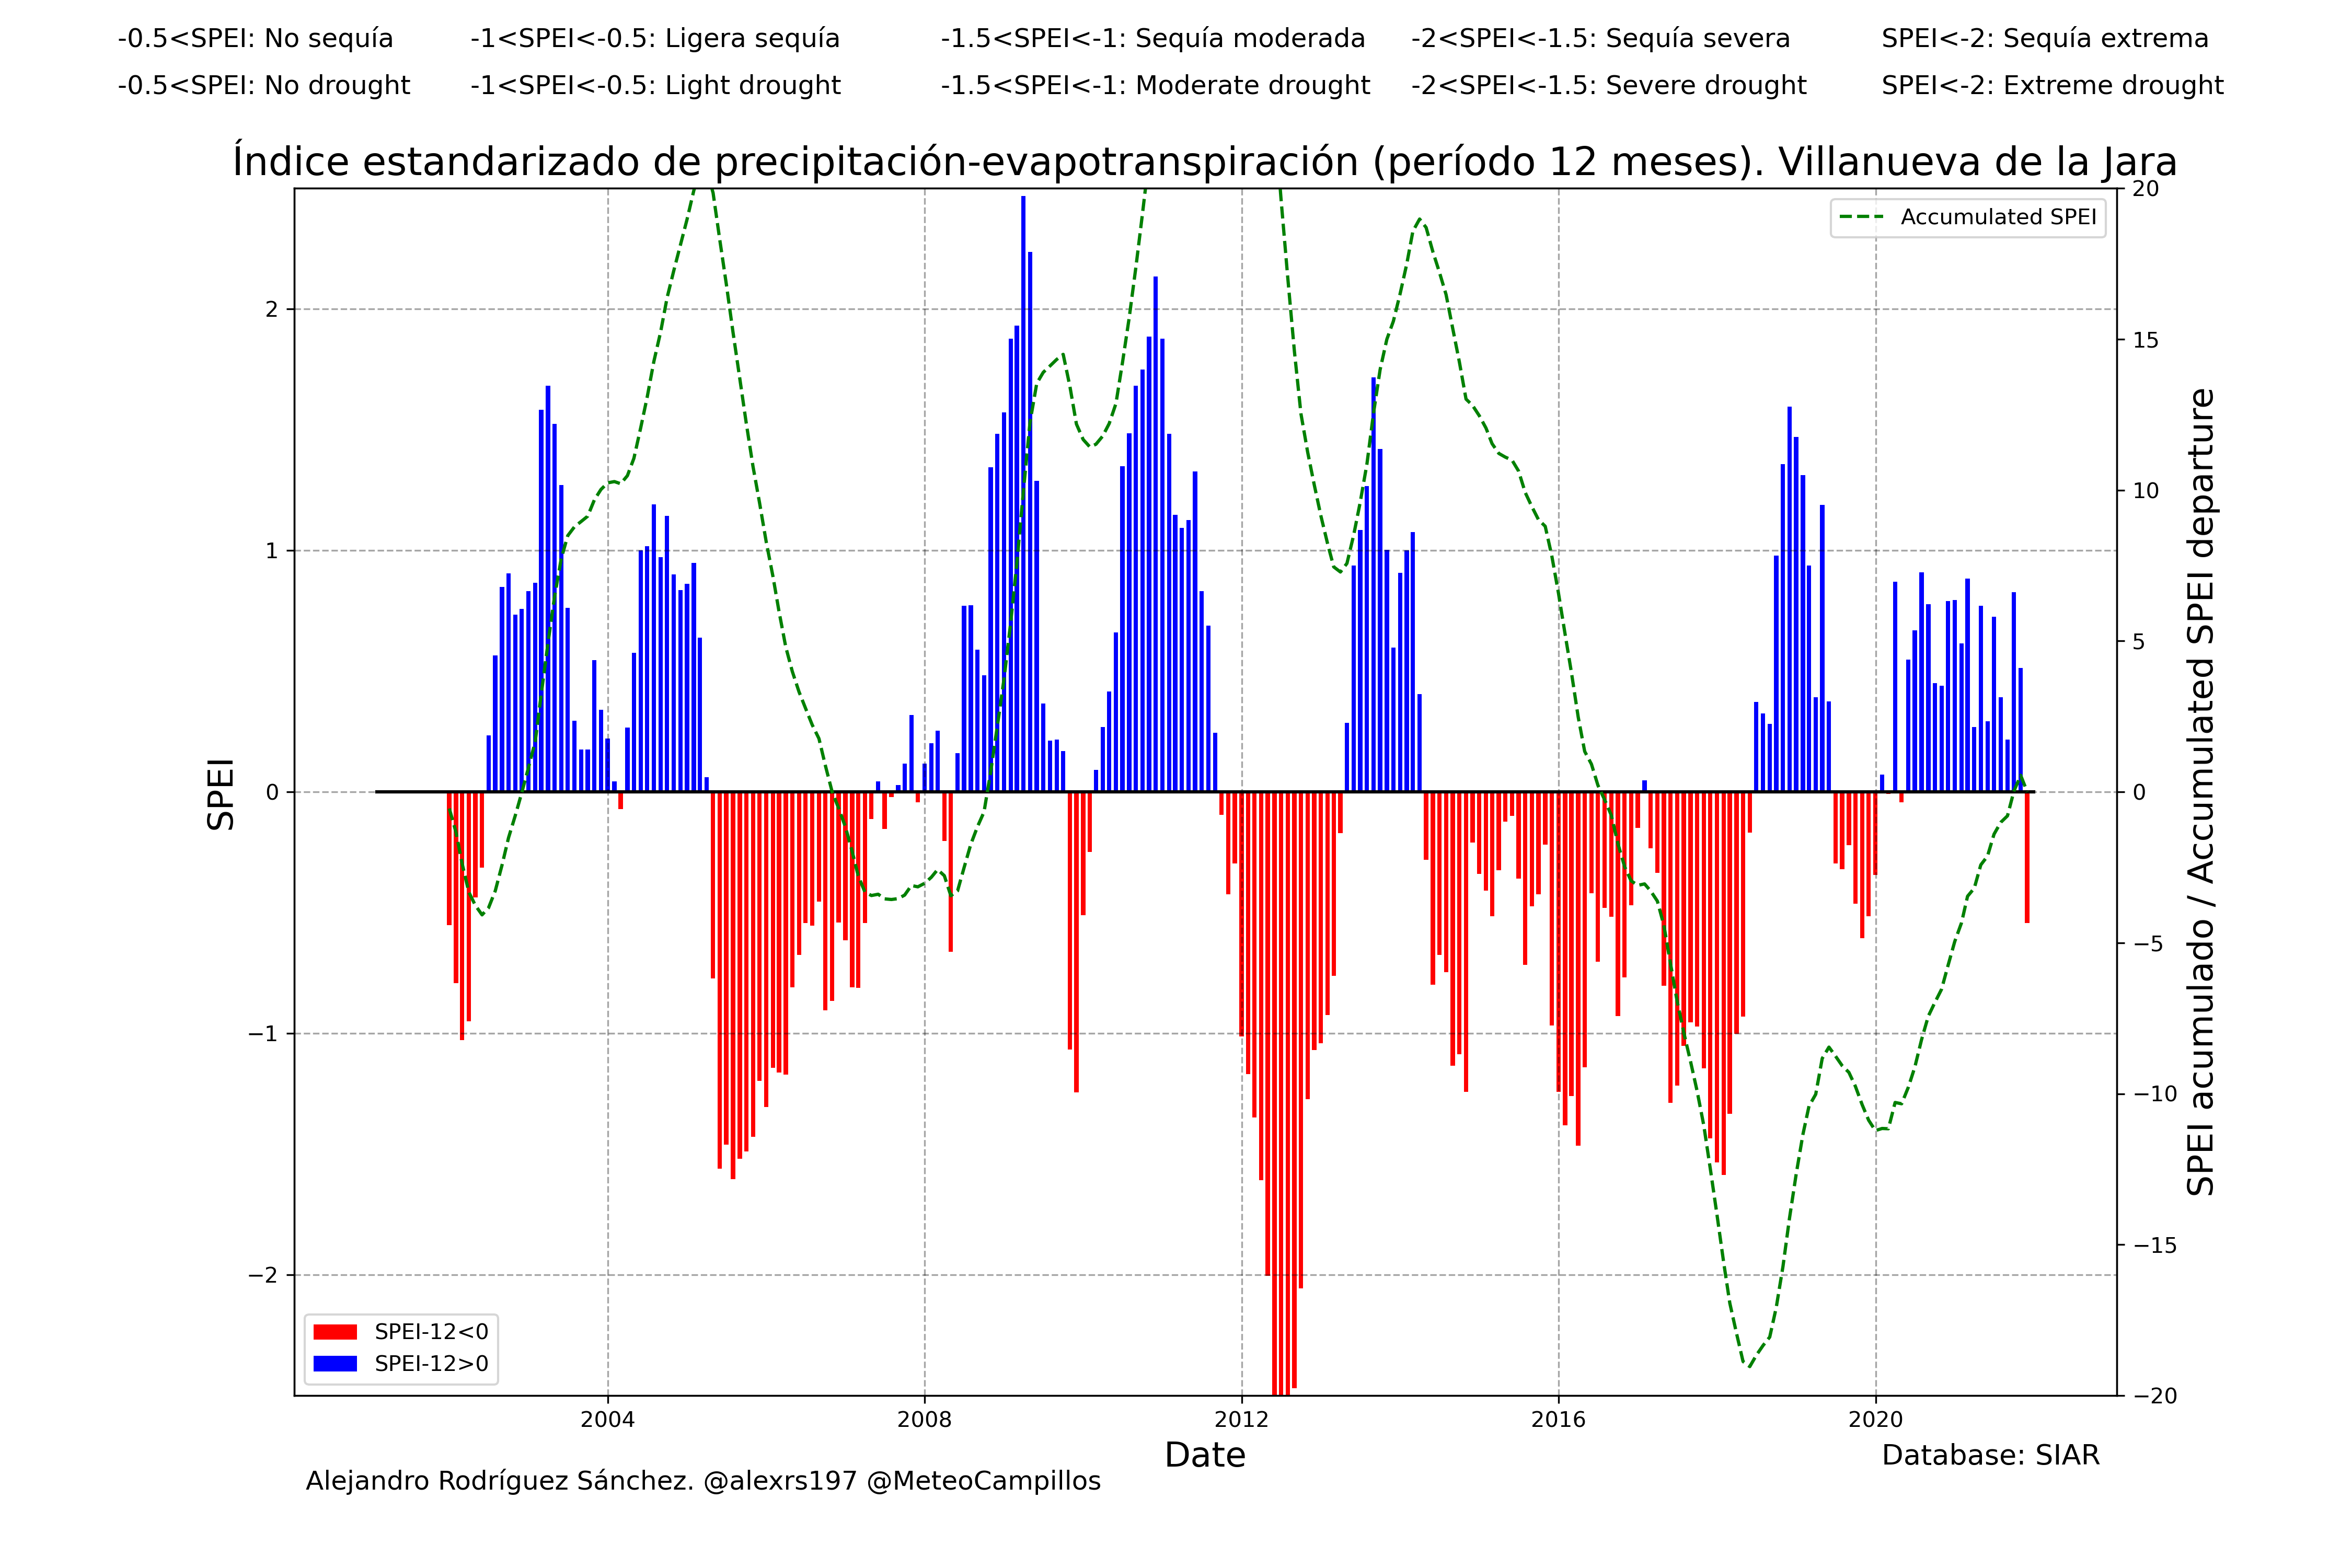 -0.5<SPEI: No sequía -1<SPEI<-0.5: Ligera sequía -1.5<SPEI<-1: Sequía moderada -2<SPEI<-1.5: Sequía severa SPEI<-2: Sequía extrema
-0.5<SPEI: No drought -1<SPEI<-0.5: Light drought -1.5<SPEI<-1: Moderate drought -2<SPEI<-1.5: Severe drought SPEI<-2: Extreme drought
Índice estandarizado de precipitación-evapotranspiración (período 12 meses). Villanueva de la Jara
Accumulated SPEI
SPEI
2
1
0
−1
−2
20
15
10
5
0
−5
−10
−15
−20
SPEI acumulado / Accumulated SPEI departure
SPEI-12<0
SPEI-12>0
2004 2008 2012 2016 2020
Date
Database: SIAR
Alejandro Rodríguez Sánchez. @alexrs197 @MeteoCampillos